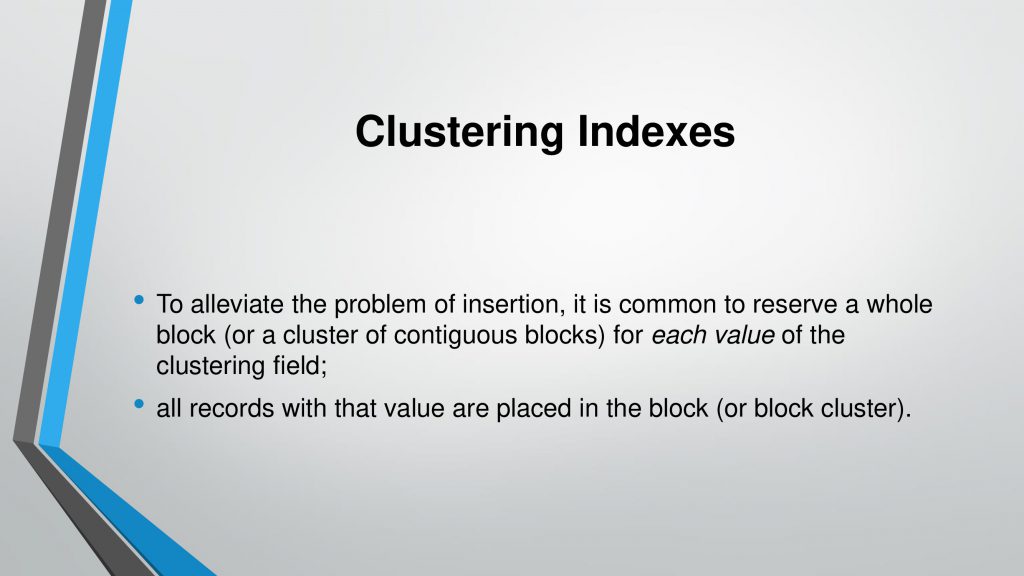 Clustering Indexes
• To alleviate the problem of insertion, it is common to reserve a whole
block (or a cluster of contiguous blocks) for each value of the
clustering field;
• all records with that value are placed in the block (or block cluster).